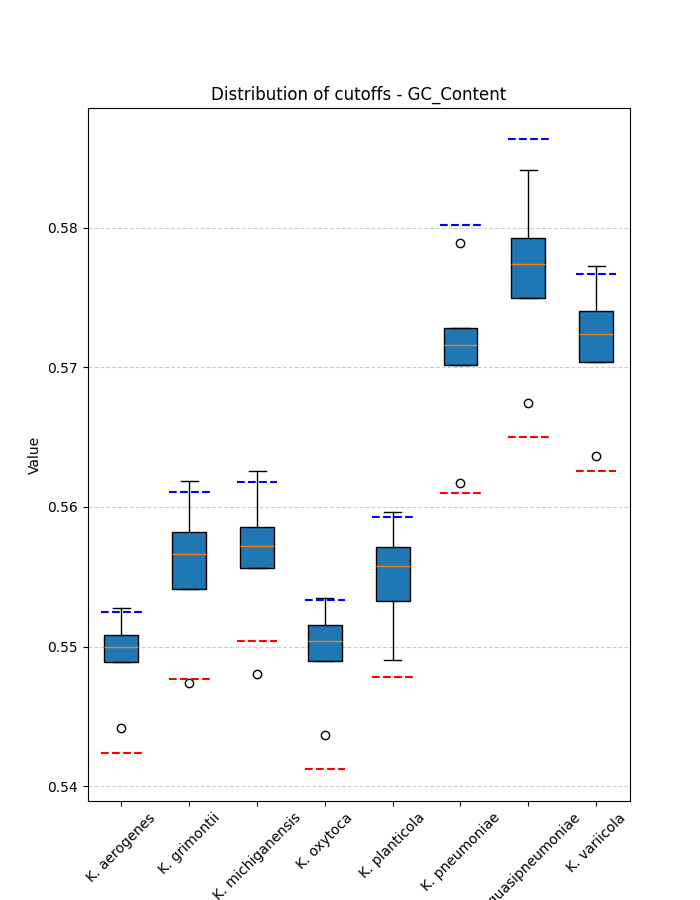 Distribution of cutoffs - GC_Content
Value
0.58
0.57
0.56
0.55
0.54
K. aerogenes
K. grimontii
K. michiganensis
K. oxytoca
K. planticola
K. pneumoniae
quasipneumoniae
K. variicola